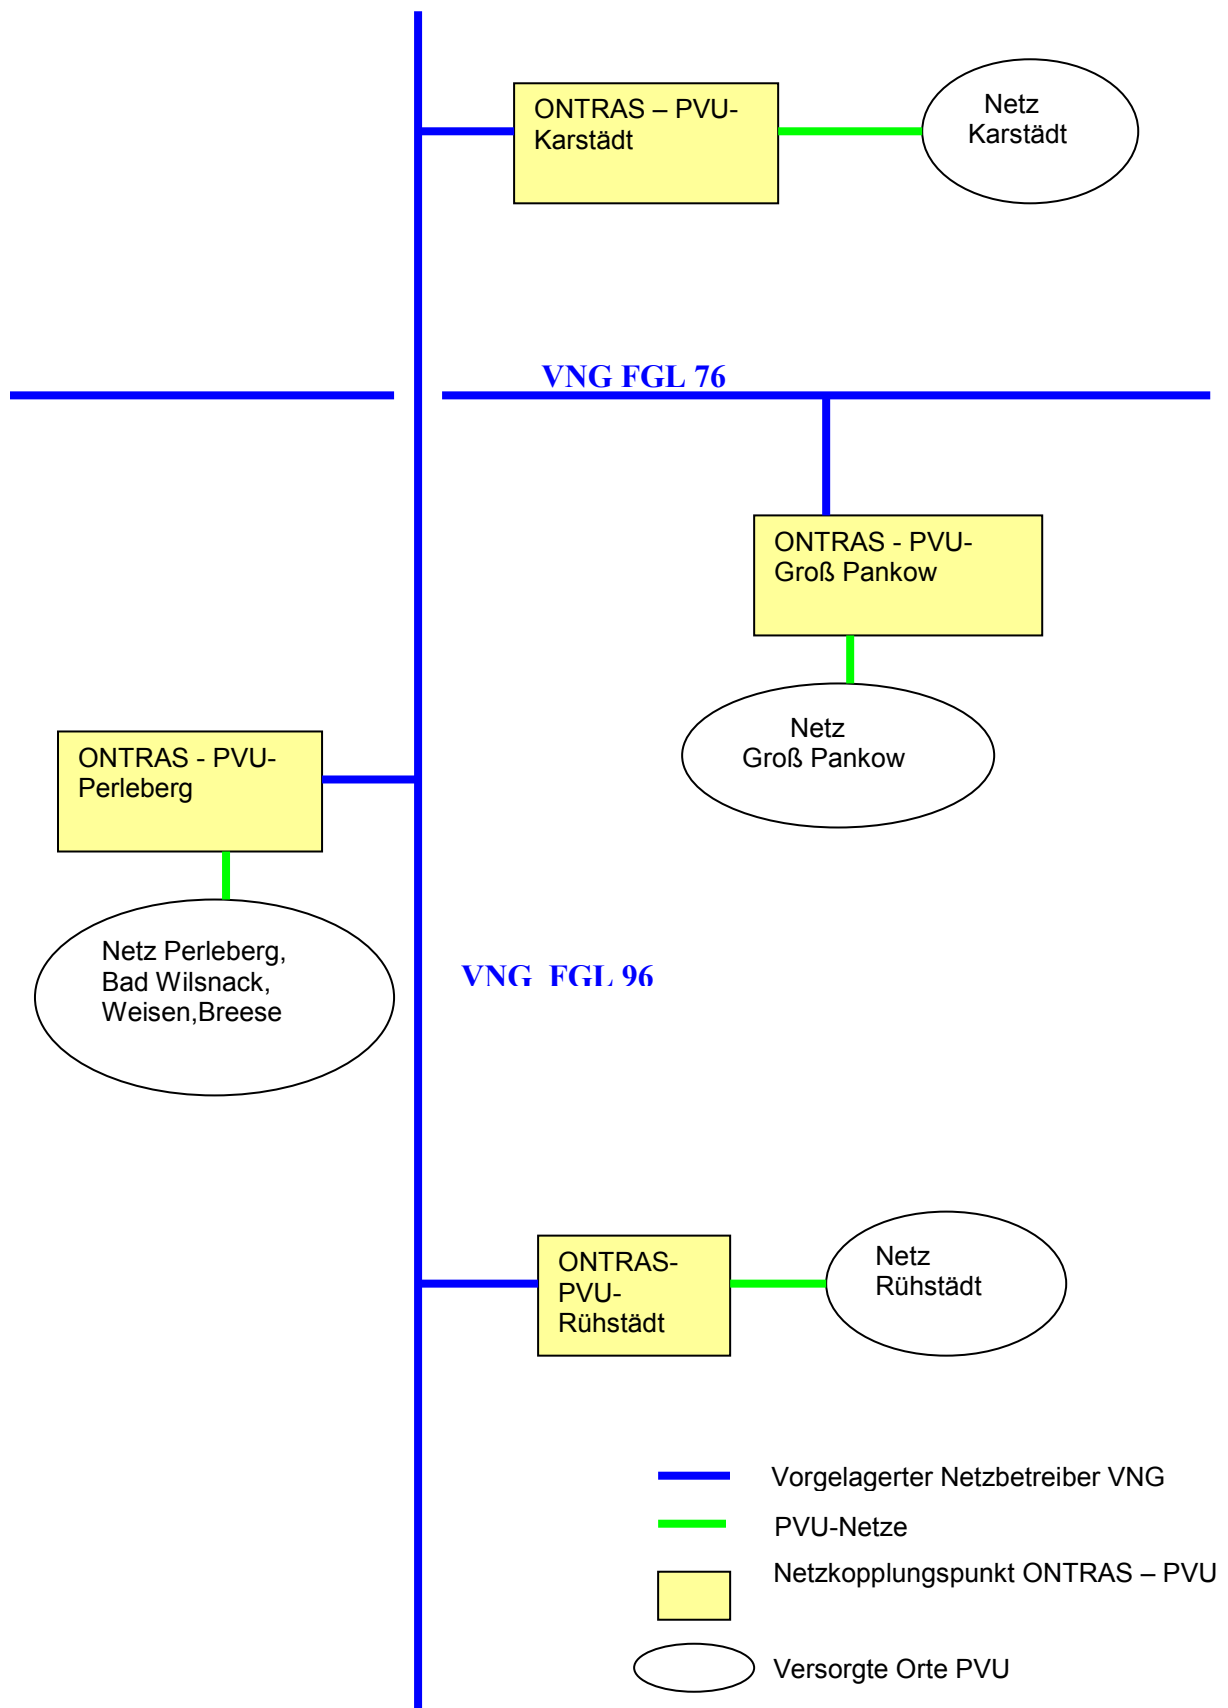 ONTRAS – PVU-
Karstädt
Netz
Karstädt
VNG FGL 76
ONTRAS - PVU-
Groß Pankow
Netz
Groß Pankow
ONTRAS - PVU-
Perleberg
Netz Perleberg,
Bad Wilsnack,
Weisen,Breese
VNG FGL 96
ONTRAS-
PVU-
Rühstädt
Netz
Rühstädt
Vorgelagerter Netzbetreiber VNG
PVU-Netze
Netzkopplungspunkt ONTRAS – PVU
Versorgte Orte PVU